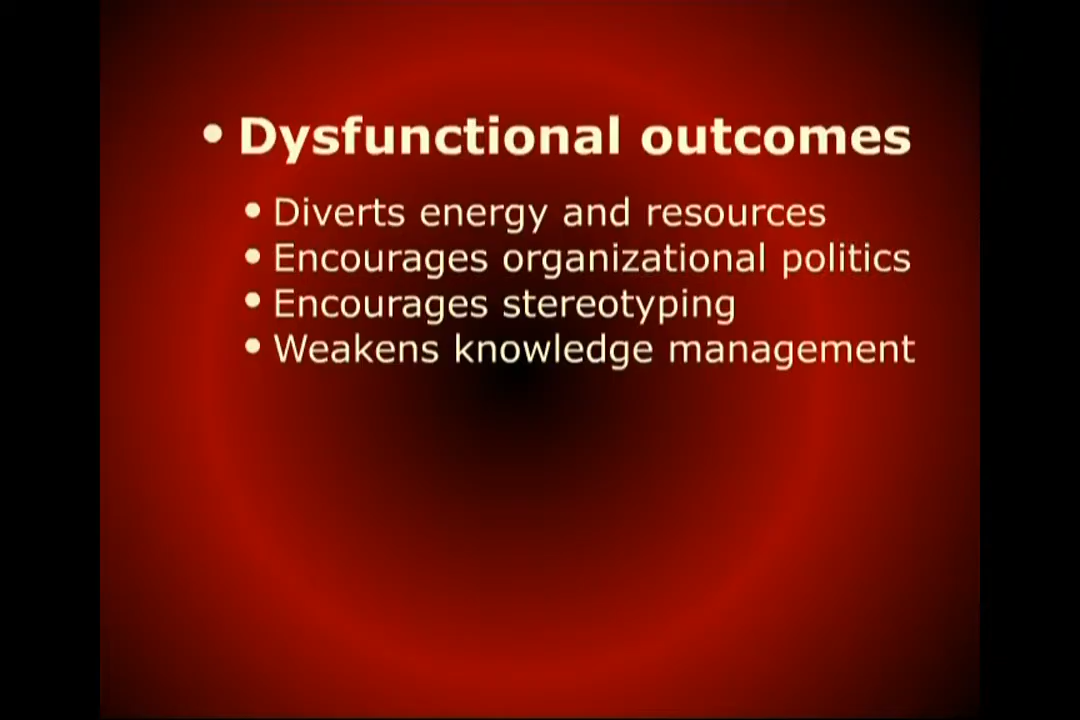 • Dysfunctional outcomes
• Diverts energy and resources
• Encourages organizational politics
• Encourages stereotyping
• Weakens knowledge management